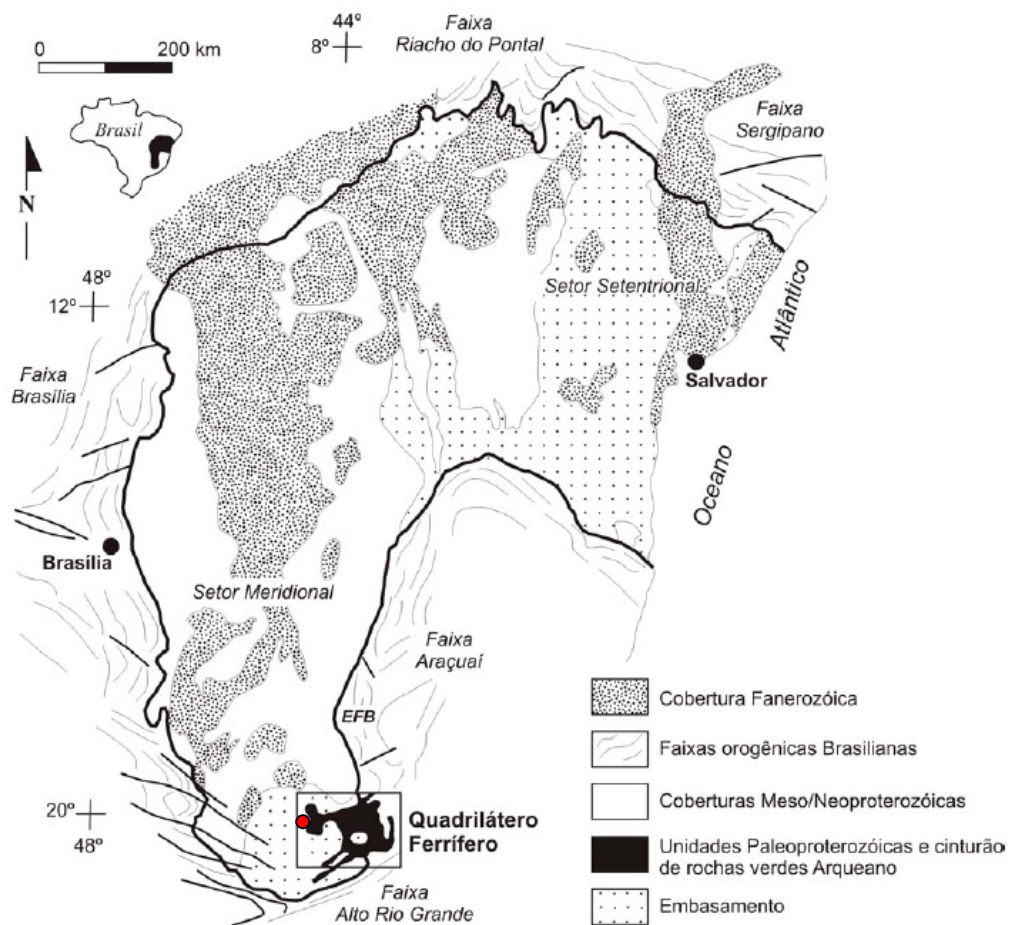 44º
8º
Faixa
Riacho do Pontal
0 200 km
Brasil
N
Faixa
Sergipano
48º
12º
Setor Setentrional
Atlântico
Salvador
Faixa
Brasília
Oceano
Brasília
Setor Meridional
Faixa
Araçuaí
EFB
20º
48º
Quadrilátero
Ferrífero
Faixa
Alto Rio Grande
Cobertura Fanerozóica
Faixas orogênicas Brasilianas
Coberturas Meso/Neoproterozóicas
Unidades Paleoproterozóicas e cinturão
de rochas verdes Arqueano
Embasamento